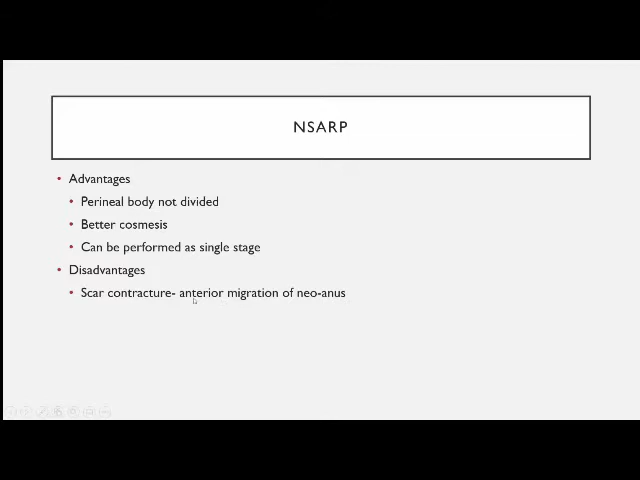 NSARP
• Advantages
• Perineal body not divided
• Better cosmesis
• Can be performed as single stage
• Disadvantages
• Scar contracture- anterior migration of neo-anus